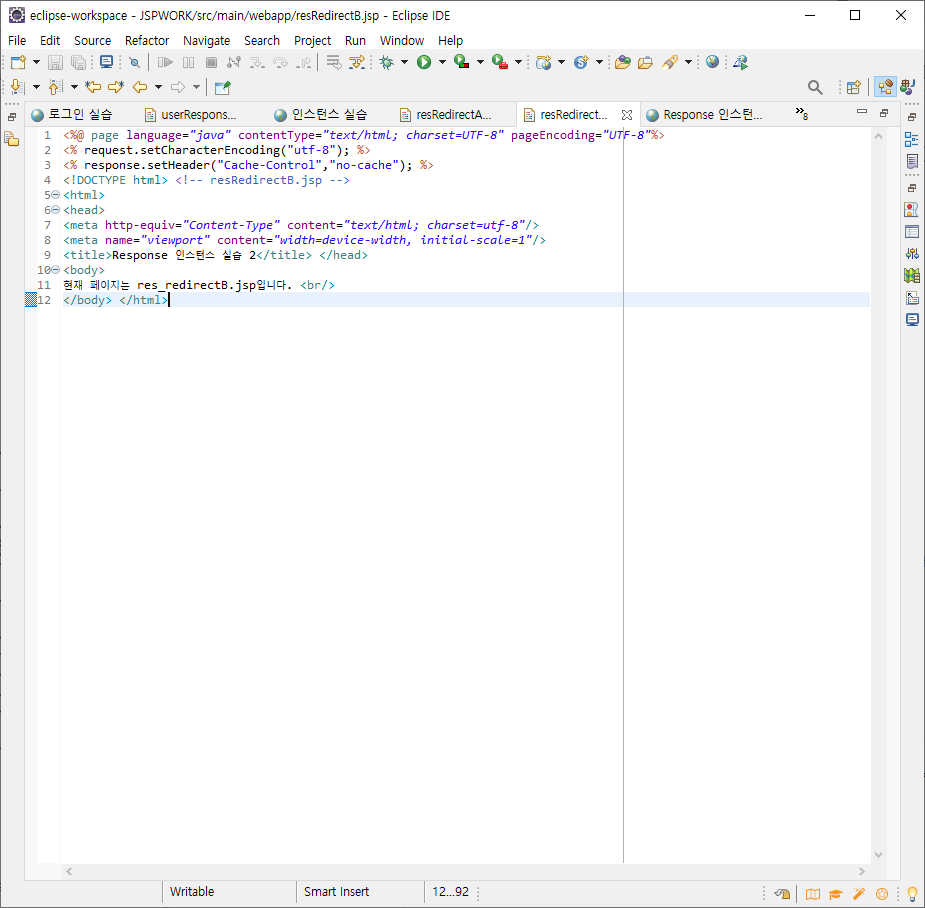 eclipse-workspace - JSPWORK/src/main/webapp/resRedirectB.jsp - Eclipse IDE
File Edit Source Refactor Navigate Search Project Run Window Help
로그인 실습 userRespons... 인스턴스 실습 resRedirectA... resRedirect... Response 인스턴... »8
1 <%@ page language="java" contentType="text/html; charset=UTF-8" pageEncoding="UTF-8"%>
2 <% request.setCharacterEncoding("utf-8"); %>
3 <% response.setHeader("Cache-Control","no-cache"); %>
4 <!DOCTYPE html> <!-- resRedirectB.jsp -->
5 <html>
6 <head>
7 <meta http-equiv="Content-Type" content="text/html; charset=utf-8"/>
8 <meta name="viewport" content="width=device-width, initial-scale=1"/>
9 <title>Response 인스턴스 실습 2</title> </head>
10 <body>
11 현재 페이지는 res_redirectB.jsp입니다. <br/>
12 </body> </html>
Writable Smart Insert 12...92